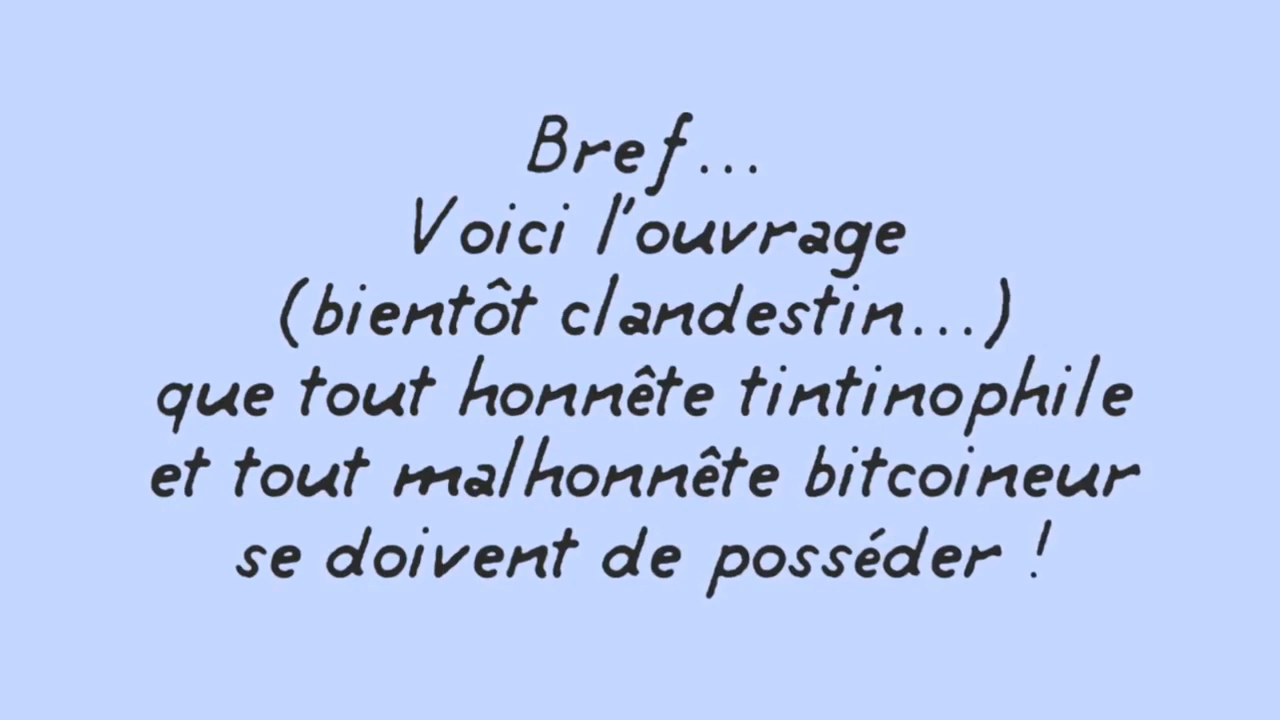 Bref...
Voici l'ouvrage
(bientôt clandestin...)
que tout honnête tintinophile
et tout malhonnête bitcoineur
se doivent de posséder !